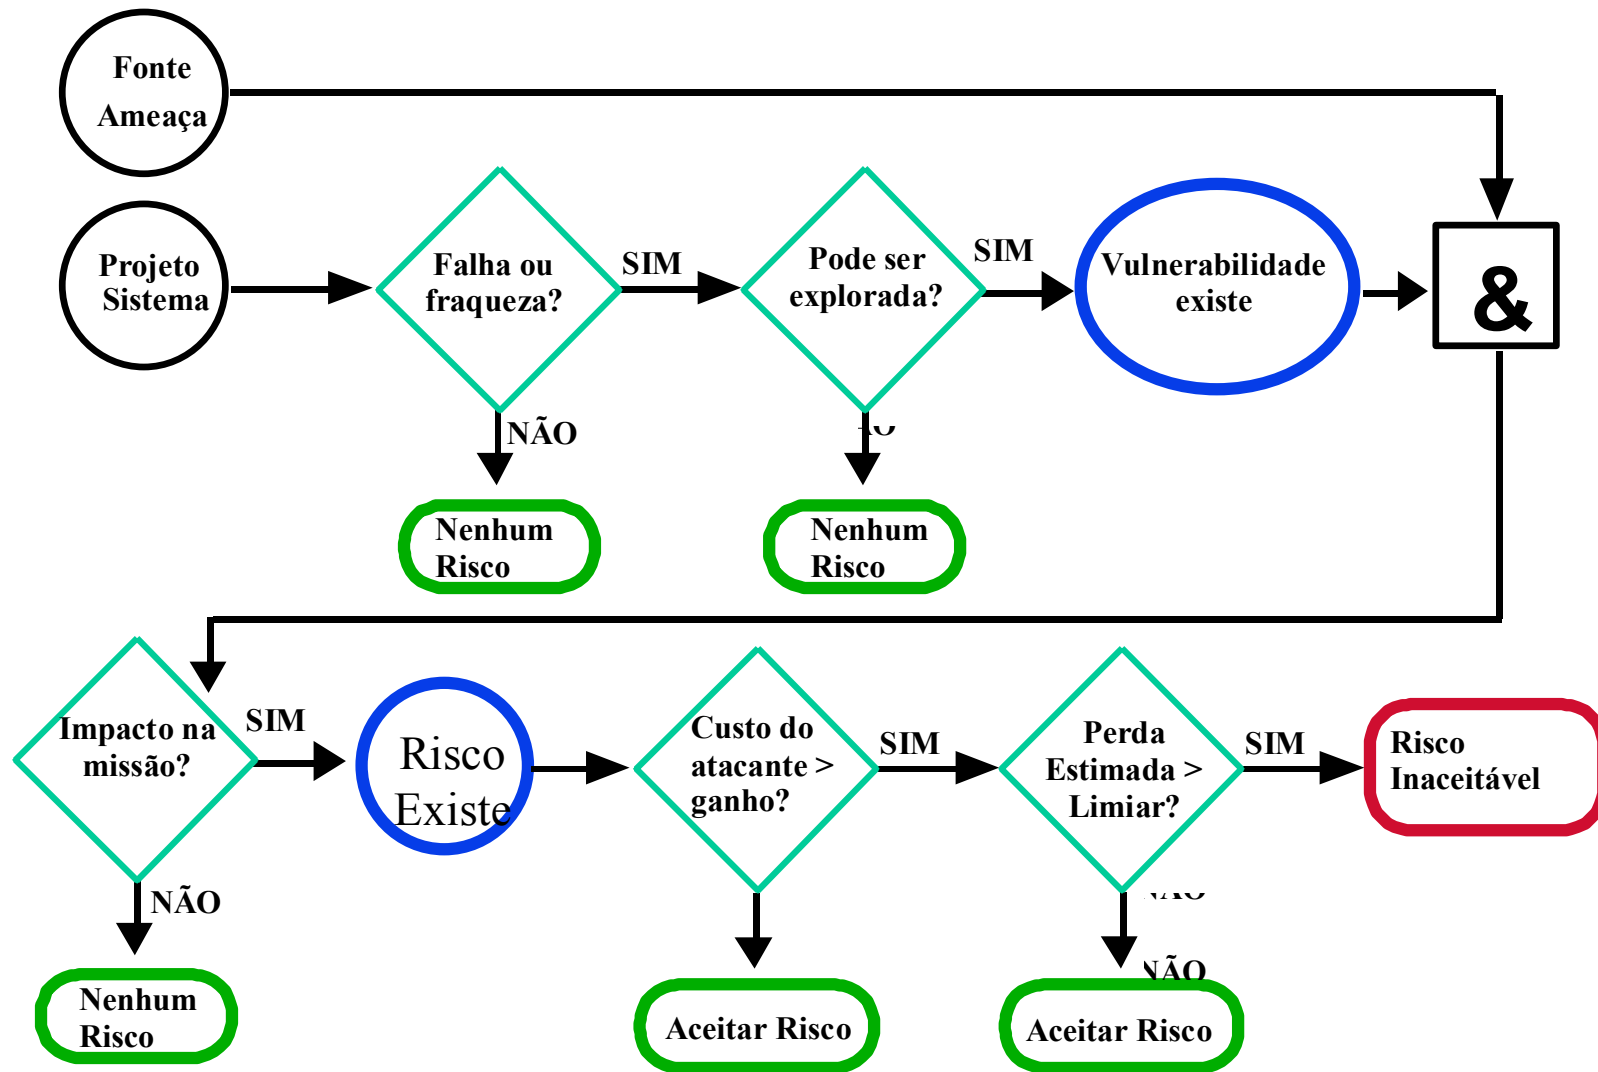 Fonte
Ameaça
Projeto
Sistema
Falha ou
fraqueza?
SIM
Pode ser
explorada?
SIM
Vulnerabilidade
existe
&
NÃO
Nenhum
Risco
Nenhum
Risco
Impacto na
missão?
SIM
Risco
Existe
Custo do
atacante >
ganho?
SIM
Perda
Estimada >
Limiar?
SIM
Risco
Inaceitável
NÃO
NÃO
Nenhum
Risco
Aceitar Risco
Aceitar Risco